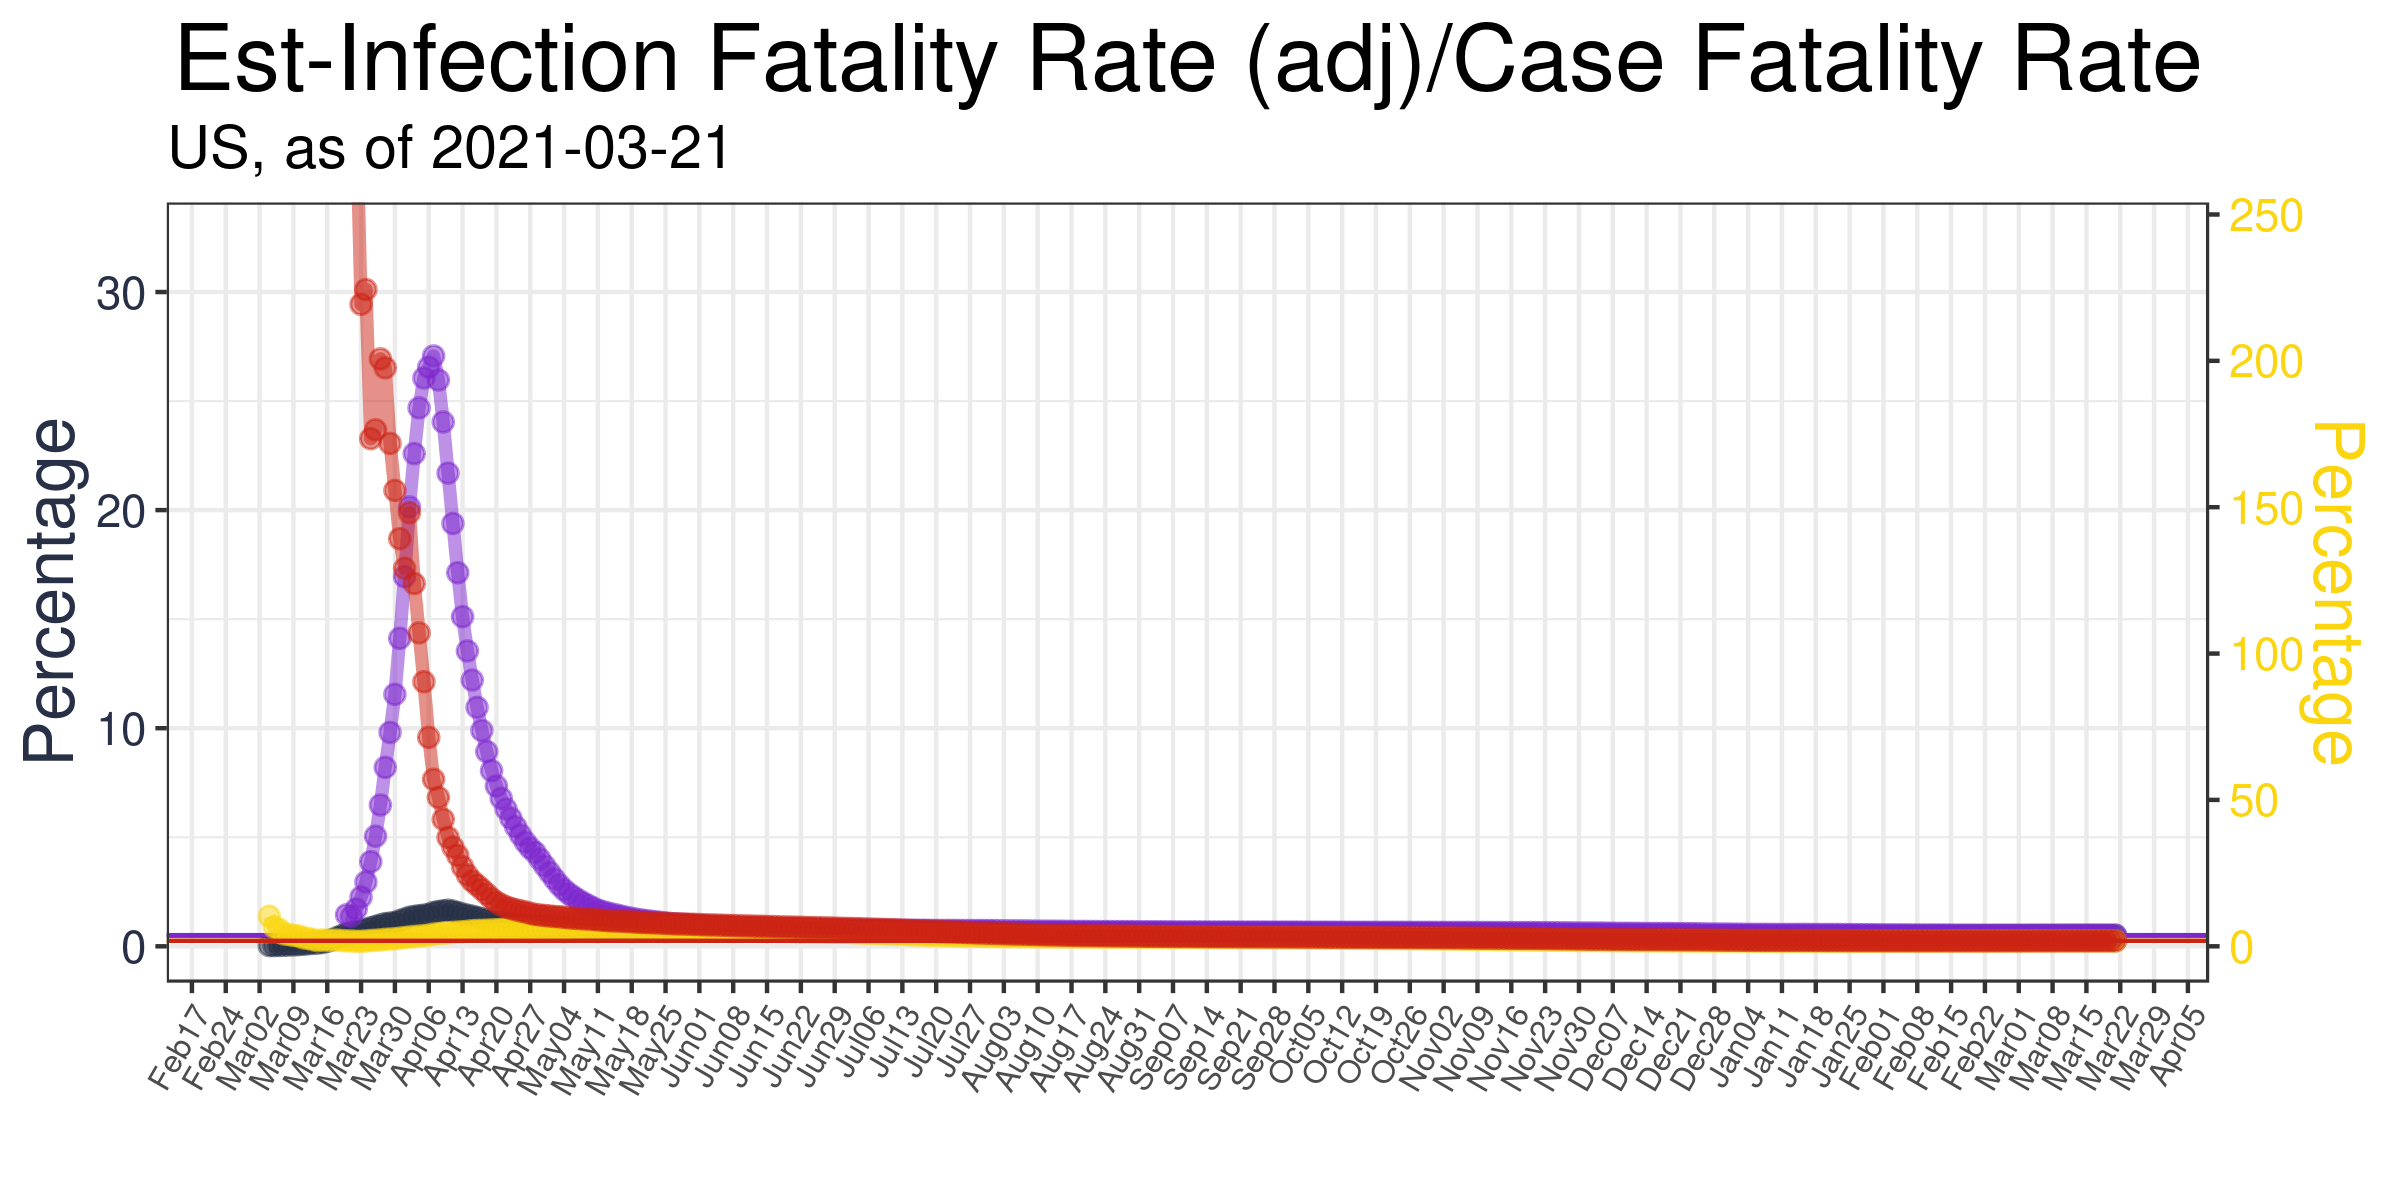 Est-Infection Fatality Rate (adj)/Case Fatality Rate
US, as of 2021-03-21
Percentage
30
20
10
0
250
200
150
100
50
0
Percentage
Feb17
Feb24
Mar02
Mar09
Mar16
Mar23
Mar30
Apr06
Apr13
Apr20
Apr27
May04
May11
May18
May25
Jun01
Jun08
Jun15
Jun22
Jun29
Jul06
Jul13
Jul20
Jul27
Aug03
Aug10
Aug17
Aug24
Aug31
Sep07
Sep14
Sep21
Sep28
Oct05
Oct12
Oct19
Oct26
Nov02
Nov09
Nov16
Nov23
Nov30
Dec07
Dec14
Dec21
Dec28
Dec04
Jan11
Jan18
Jan25
Feb01
Feb08
Feb15
Feb22
Mar01
Mar08
Mar15
Mar22
Mar29
Apr05